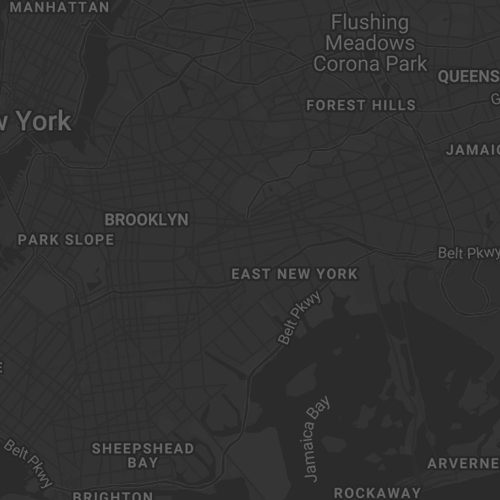 MANHATTAN
Flushing
Meadows
Corona Park
QUEENS
FOREST HILLS
w York
JAMAIC
BROOKLYN
PARK SLOPE
Belt Pkwy
EAST NEW YORK
Belt Pkwy
Jamaica Bay
Belt Pkwy
SHEEPSHEAD
BAY
ARVERNE
ROCKAWAY
BRIGHTON